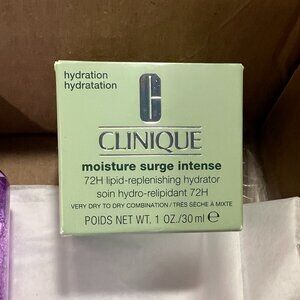 hydration
hydratation
C
CLINIQUE
moisture surge intense
72H lipid-replenishing hydrator
soin hydro-relipidant 72H
VERY DRY TO DRY COMBINATION / TRÈS SÈCHE À MIXTE
POIDS NET WT. 1 OZ./30 ml ℮